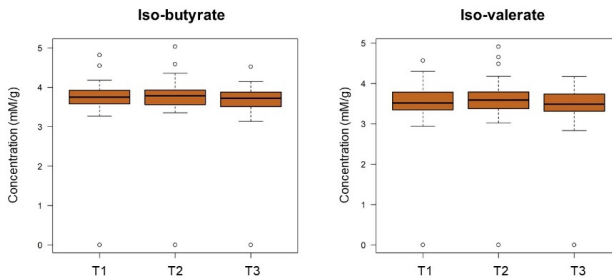 Iso-butyrate
Concentration (mM/g)
5
4
3
2
1
0
T1 T2 T3
Iso-valerate
Concentration (mM/g)
5
4
3
2
1
0
T1 T2 T3